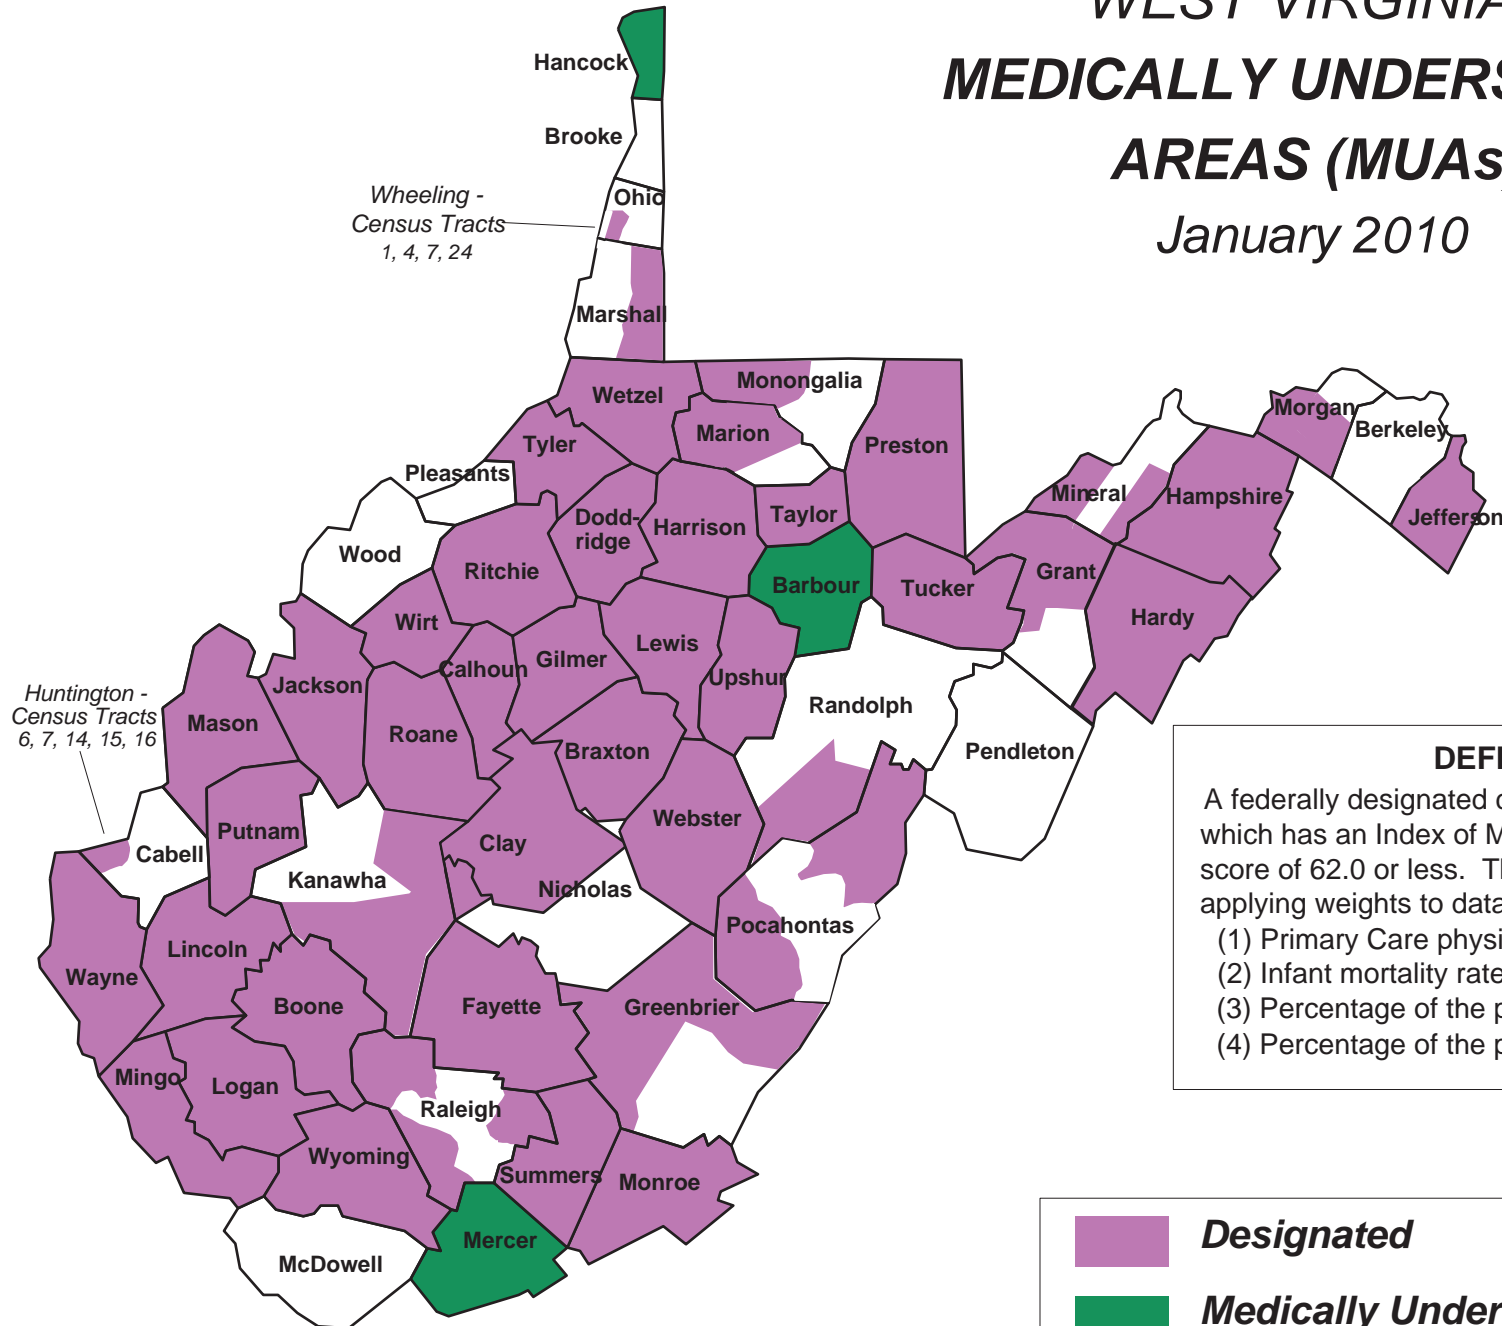 WEST VIRGINIA
MEDICALLY UNDERS
AREAS (MUAs
January 2010
Hancock
Brooke
Ohio
Wheeling -
Census Tracts
1, 4, 7, 24
Marshall
Wetzel
Monongalia
Marion
Preston
Tyler
Pleasants
Wood
Dodd-
ridge
Harrison
Taylor
Ritchie
Barbour
Tucker
Mineral
Hampshire
Morgan
Berkeley
Jefferson
Grant
Hardy
Wirt
Calhoun
Gilmer
Lewis
Upshur
Randolph
Pendleton
Jackson
Mason
Roane
Braxton
Webster
Huntington -
Census Tracts
6, 7, 14, 15, 16
Putnam
Cabell
Kanawha
Clay
Nicholas
Pocahontas
Lincoln
Wayne
Boone
Fayette
Greenbrier
Mingo
Logan
Raleigh
Wyoming
Summers
Monroe
Mercer
McDowell
DEFI
A federally designated c
which has an Index of M
score of 62.0 or less. Th
applying weights to data
(1) Primary Care physi
(2) Infant mortality rate
(3) Percentage of the p
(4) Percentage of the p
Designated
Medically Under